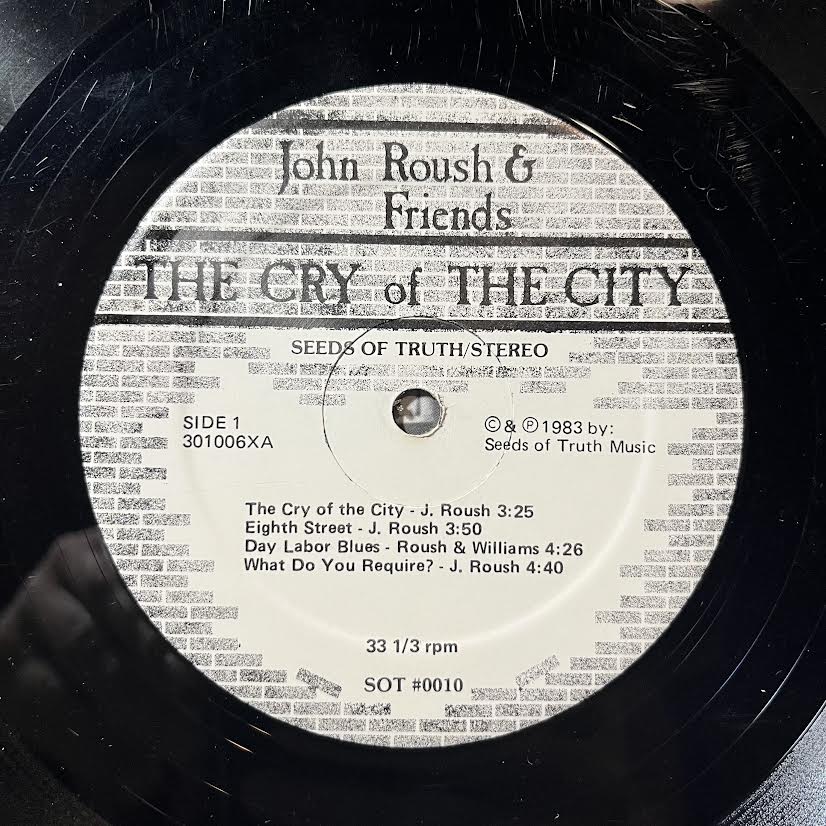 John Roush &
Friends
THE CRY of THE CITY
SEEDS OF TRUTH/STEREO
SIDE 1
301006XA
©& ℗1983 by:
Seeds of Truth Music
The Cry of the City - J. Roush 3:25
Eighth Street - J. Roush 3:50
Day Labor Blues - Roush & Williams 4:26
What Do You Require? - J. Roush 4:40
33 1/3 rpm
SOT #0010